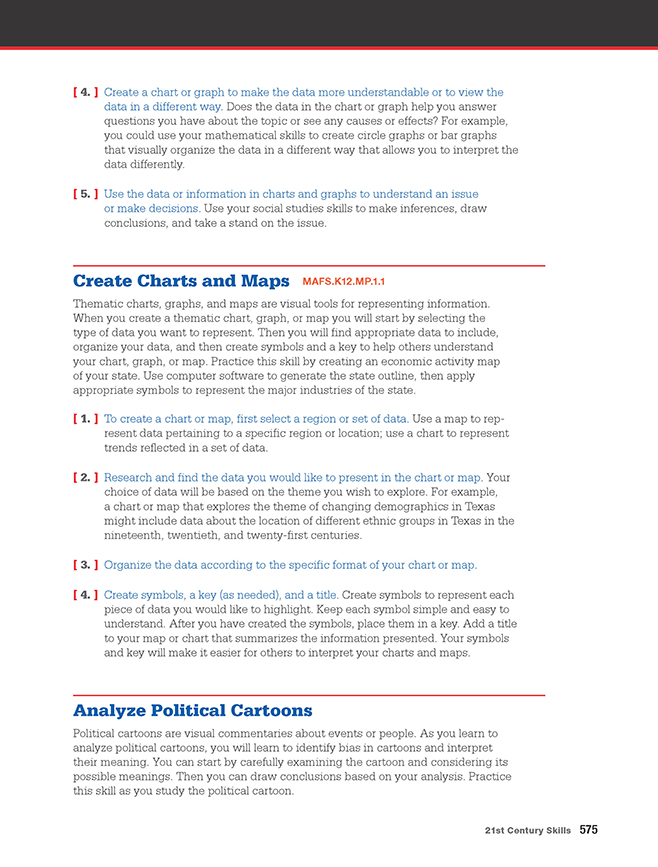 [ 4. ] Create a chart or graph to make the data more understandable or to view the
data in a different way. Does the data in the chart or graph help you answer
questions you have about the topic or see any causes or effects? For example,
you could use your mathematical skills to create circle graphs or bar graphs
that visually organize the data in a different way that allows you to interpret the
data differently.
[ 5. ] Use the data or information in charts and graphs to understand an issue
or make decisions. Use your social studies skills to make inferences, draw
conclusions, and take a stand on the issue.
Create Charts and Maps MAFS.K12.MP.1.1
Thematic charts, graphs, and maps are visual tools for representing information.
When you create a thematic chart, graph, or map you will start by selecting the
type of data you want to represent. Then you will find appropriate data to include,
organize your data, and then create symbols and a key to help others understand
your chart, graph, or map. Practice this skill by creating an economic activity map
of your state. Use computer software to generate the state outline, then apply
appropriate symbols to represent the major industries of the state.
[ 1. ] To create a chart or map, first select a region or set of data. Use a map to rep-
resent data pertaining to a specific region or location; use a chart to represent
trends reflected in a set of data.
[ 2. ] Research and find the data you would like to present in the chart or map. Your
choice of data will be based on the theme you wish to explore. For example,
a chart or map that explores the theme of changing demographics in Texas
might include data about the location of different ethnic groups in Texas in the
nineteenth, twentieth, and twenty-first centuries.
[ 3. ] Organize the data according to the specific format of your chart or map.
[ 4. ] Create symbols, a key (as needed), and a title. Create symbols to represent each
piece of data you would like to highlight. Keep each symbol simple and easy to
understand. After you have created the symbols, place them in a key. Add a title
to your map or chart that summarizes the information presented. Your symbols
and key will make it easier for others to interpret your charts and maps.
Analyze Political Cartoons
Political cartoons are visual commentaries about events or people. As you learn to
analyze political cartoons, you will learn to identify bias in cartoons and interpret
their meaning. You can start by carefully examining the cartoon and considering its
possible meanings. Then you can draw conclusions based on your analysis. Practice
this skill as you study the political cartoon.
21st Century Skills 575